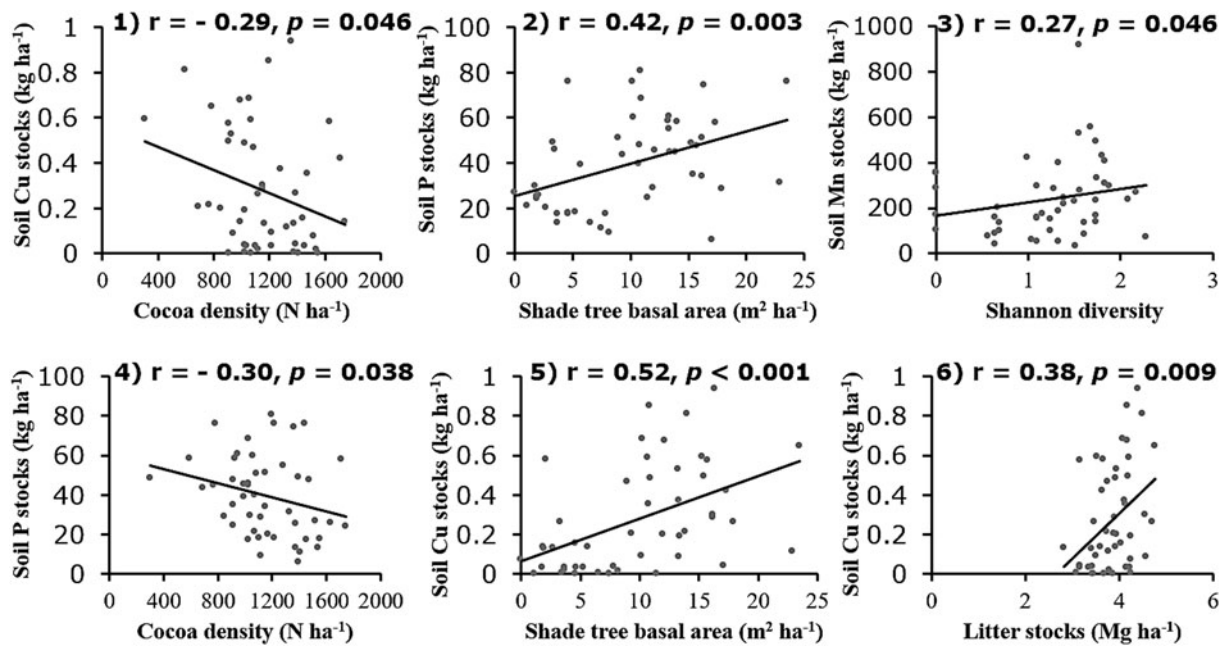 1) r = - 0.29, p = 0.046
Soil Cu stocks (kg ha⁻¹)
1
0.8
0.6
0.4
0.2
0
0 400 800 1200 1600 2000
Cocoa density (N ha⁻¹)
2) r = 0.42, p = 0.003
Soil P stocks (kg ha⁻¹)
100
80
60
40
20
0
0 5 10 15 20 25
Shade tree basal area (m² ha⁻¹)
3) r = 0.27, p = 0.046
Soil Mn stocks (kg ha⁻¹)
1000
800
600
400
200
0
0 1 2 3
Shannon diversity
4) r = - 0.30, p = 0.038
Soil P stocks (kg ha⁻¹)
100
80
60
40
20
0
0 400 800 1200 1600 2000
Cocoa density (N ha⁻¹)
5) r = 0.52, p < 0.001
Soil Cu stocks (kg ha⁻¹)
1
0.8
0.6
0.4
0.2
0
0 5 10 15 20 25
Shade tree basal area (m² ha⁻¹)
6) r = 0.38, p = 0.009
Soil Cu stocks (kg ha⁻¹)
1
0.8
0.6
0.4
0.2
0
0 2 4 6
Litter stocks (Mg ha⁻¹)